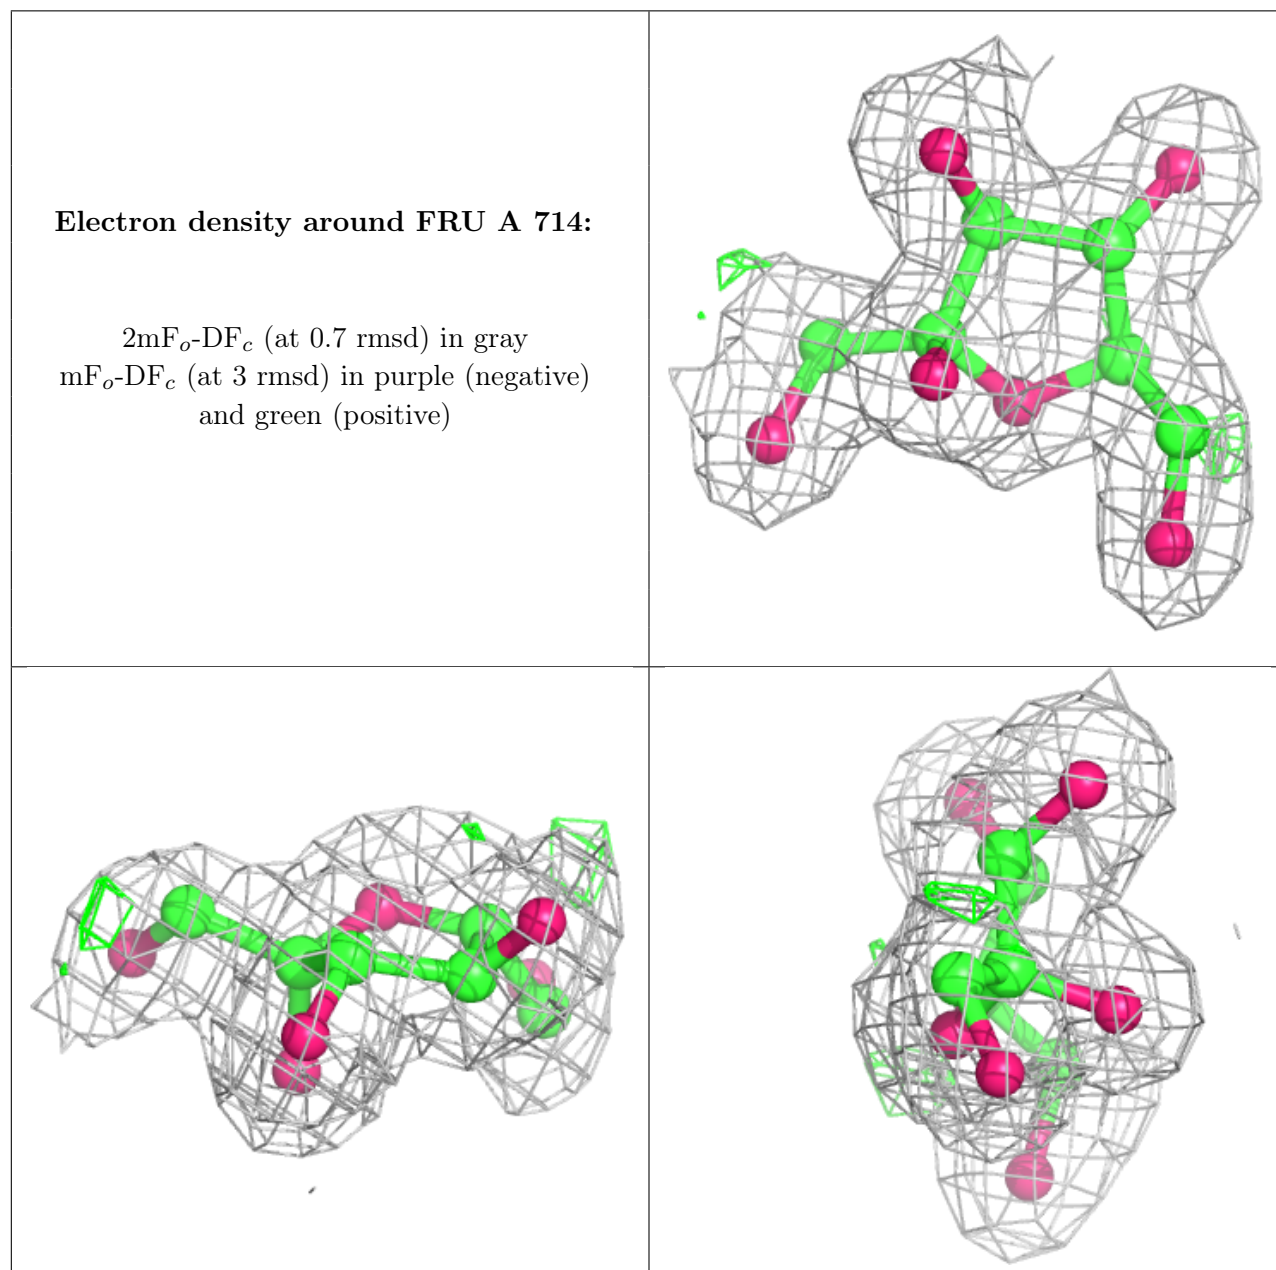 Electron density around FRU A 714:
2mFo-DFc (at 0.7 rmsd) in gray
mFo-DFc (at 3 rmsd) in purple (negative)
and green (positive)